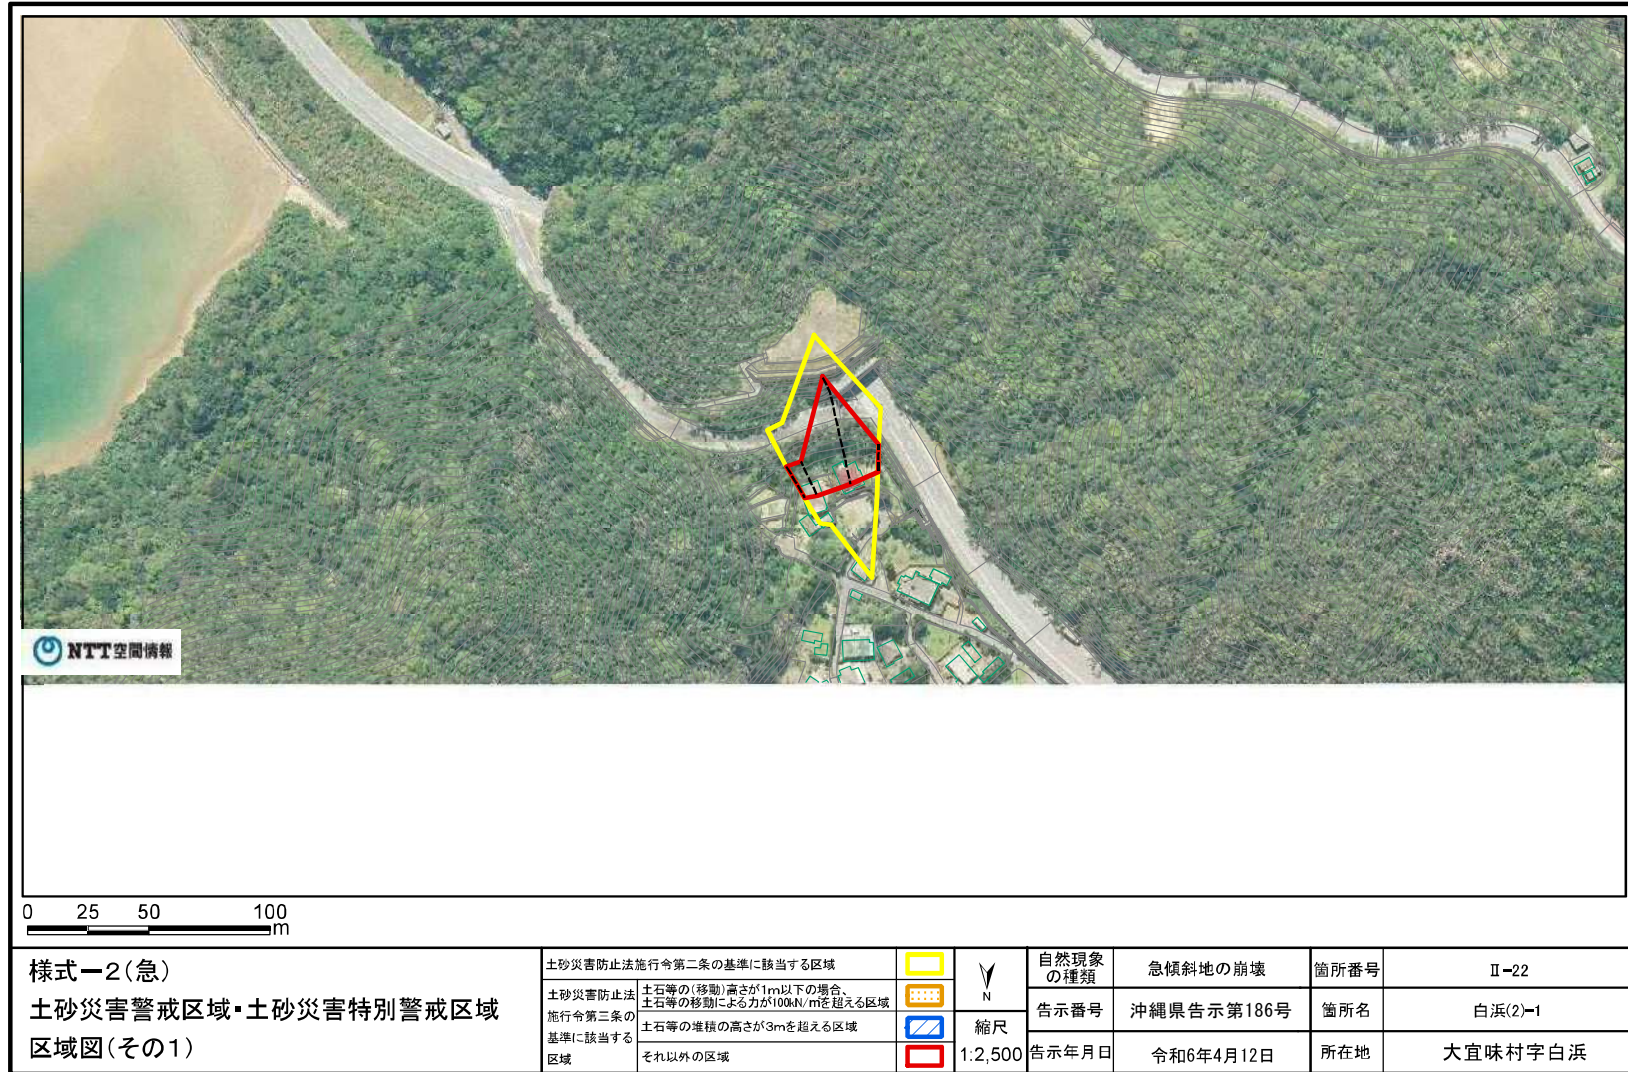 NTT空間情報
0 25 50 100
m
様式－2(急)
土砂災害警戒区域・土砂災害特別警戒区域
区域図(その1)
土砂災害防止法施行令第二条の基準に該当する区域
土砂災害防止法
施行令第三条の
基準に該当する
区域
土石等の(移動)高さが1m以下の場合、
土石等の移動による力が100kN/㎡を超える区域
土石等の堆積の高さが3mを超える区域
それ以外の区域
N
縮尺
1:2,500
自然現象
の種類
急傾斜地の崩壊
箇所番号
Ⅱ-22
告示番号
沖縄県告示第186号
箇所名
白浜(2)-1
告示年月日
令和6年4月12日
所在地
大宜味村字白浜